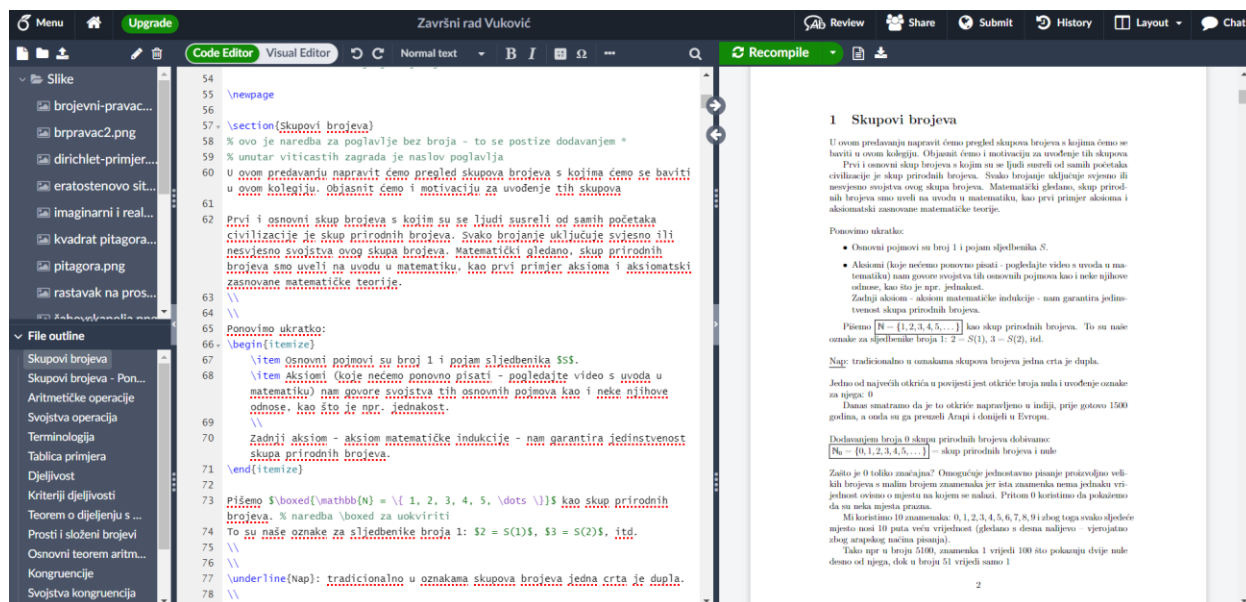 Menu
Upgrade
Završni rad Vuković
Review
Share
Submit
History
Layout
Chat
Code Editor
Visual Editor
Normal text
B I
Ω
Recompile
Slike
brojevni-pravac...
brpravac2.png
dirichlet-primjer....
eratostenovo sit...
imaginarni i real...
kvadrat pitagora...
pitagora.png
rastavak na pros...
File outline
Skupovi brojeva
Skupovi brojeva - Pon...
Aritmetičke operacije
Svojstva operacija
Terminologija
Tablica primjera
Djeljivost
Kriteriji djeljivosti
Teorem o dijeljenju s ...
Prosti i složeni brojevi
Osnovni teorem aritm...
Kongruencije
Svojstva kongruencija
54
55 \newpage
56
57 \section{Skupovi brojeva}
58 % ovo je naredba za poglavlje bez broja - to se postize dodavanjem *
59 % unutar viticastih zagrada je naslov poglavlja
60 U ovom predavanju napravit ćemo pregled skupova brojeva s kojima ćemo se baviti
u ovom kolegiju. Objasnit ćemo i motivaciju za uvođenje tih skupova
61
62 Prvi i osnovni skup brojeva s kojim su se ljudi susreli od samih početaka
civilizacije je skup prirodnih brojeva. Svako brojanje uključuje svjesno ili
nesvjesno svojstva ovog skupa brojeva. Matematički gledano, skup prirodnih
brojeva smo uveli na uvodu u matematiku, kao prvi primjer aksioma i aksiomatski
zasnovane matematičke teorije.
63 \\
64 \\
65 Ponovimo ukratko:
66 \begin{itemize}
67 \item Osnovni pojmovi su broj 1 i pojam sljedbenika $S$.
68 \item Aksiomi (koje nećemo ponovno pisati - pogledajte video s uvoda u
matematiku) nam govore svojstva tih osnovnih pojmova kao i neke njihove
odnose, kao što je npr. jednakost.
69 \\
70 Zadnji aksiom - aksiom matematičke indukcije - nam garantira jedinstvenost
skupa prirodnih brojeva.
71 \end{itemize}
72
73 Pišemo $\boxed{\mathbb{N} = \{ 1, 2, 3, 4, 5, \dots \}}$ kao skup prirodnih
brojeva. % naredba \boxed za uokviriti
74 To su naše oznake za sljedbenike broja 1: $2 = S(1)$, $3 = S(2)$, itd.
75 \\
76 \\
77 \underline{Nap}: tradicionalno u oznakama skupova brojeva jedna crta je dupla.
78 \\
1 Skupovi brojeva
U ovom predavanju napravit ćemo pregled skupova brojeva s kojima ćemo se
baviti u ovom kolegiju. Objasnit ćemo i motivaciju za uvođenje tih skupova
Prvi i osnovni skup brojeva s kojim su se ljudi susreli od samih početaka
civilizacije je skup prirodnih brojeva. Svako brojanje uključuje svjesno ili
nesvjesno svojstva ovog skupa brojeva. Matematički gledano, skup prirod-
nih brojeva smo uveli na uvodu u matematiku, kao prvi primjer aksioma i
aksiomatski zasnovane matematičke teorije.
Ponovimo ukratko:
• Osnovni pojmovi su broj 1 i pojam sljedbenika S.
• Aksiomi (koje nećemo ponovno pisati - pogledajte video s uvoda u ma-
tematiku) nam govore svojstva tih osnovnih pojmova kao i neke njihove
odnose, kao što je npr. jednakost.
Zadnji aksiom - aksiom matematičke indukcije - nam garantira jedins-
tvenost skupa prirodnih brojeva.
Pišemo ℕ = {1, 2, 3, 4, 5, . . . } kao skup prirodnih brojeva. To su naše
oznake za sljedbenike broja 1: 2 = S(1), 3 = S(2), itd.
Nap: tradicionalno u oznakama skupova brojeva jedna crta je dupla.
Jedno od najvećih otkrića u povijesti jest otkriće broja nula i uvođenje oznake
za njega: 0
Danas smatramo da je to otkriće napravljeno u indiji, prije gotovo 1500
godina, a onda su ga preuzeli Arapi i donijeli u Evropu.
Dodavanjem broja 0 skupu prirodnih brojeva dobivamo:
ℕ₀ = {0, 1, 2, 3, 4, 5, . . . } – skup prirodnih brojeva i nule
Zašto je 0 toliko značajna? Omogućuje jednostavno pisanje proizvoljno veli-
kih brojeva s malim brojem znamenaka jer ista znamenka nema jednaku vri-
jednost ovisno o mjestu na kojem se nalazi. Pritom 0 koristimo da pokažemo
da su neka mjesta prazna.
Mi koristimo 10 znamenaka: 0, 1, 2, 3, 4, 5, 6, 7, 8, 9 i zbog toga svako sljedeće
mjesto nosi 10 puta veću vrijednost (gledano s desna nalijevo – vjerojatno
zbog arapskog načina pisanja).
Tako npr u broju 5100, znamenka 1 vrijedi 100 što pokazuju dvije nule
desno od njega, dok u broju 51 vrijedi samo 1
2